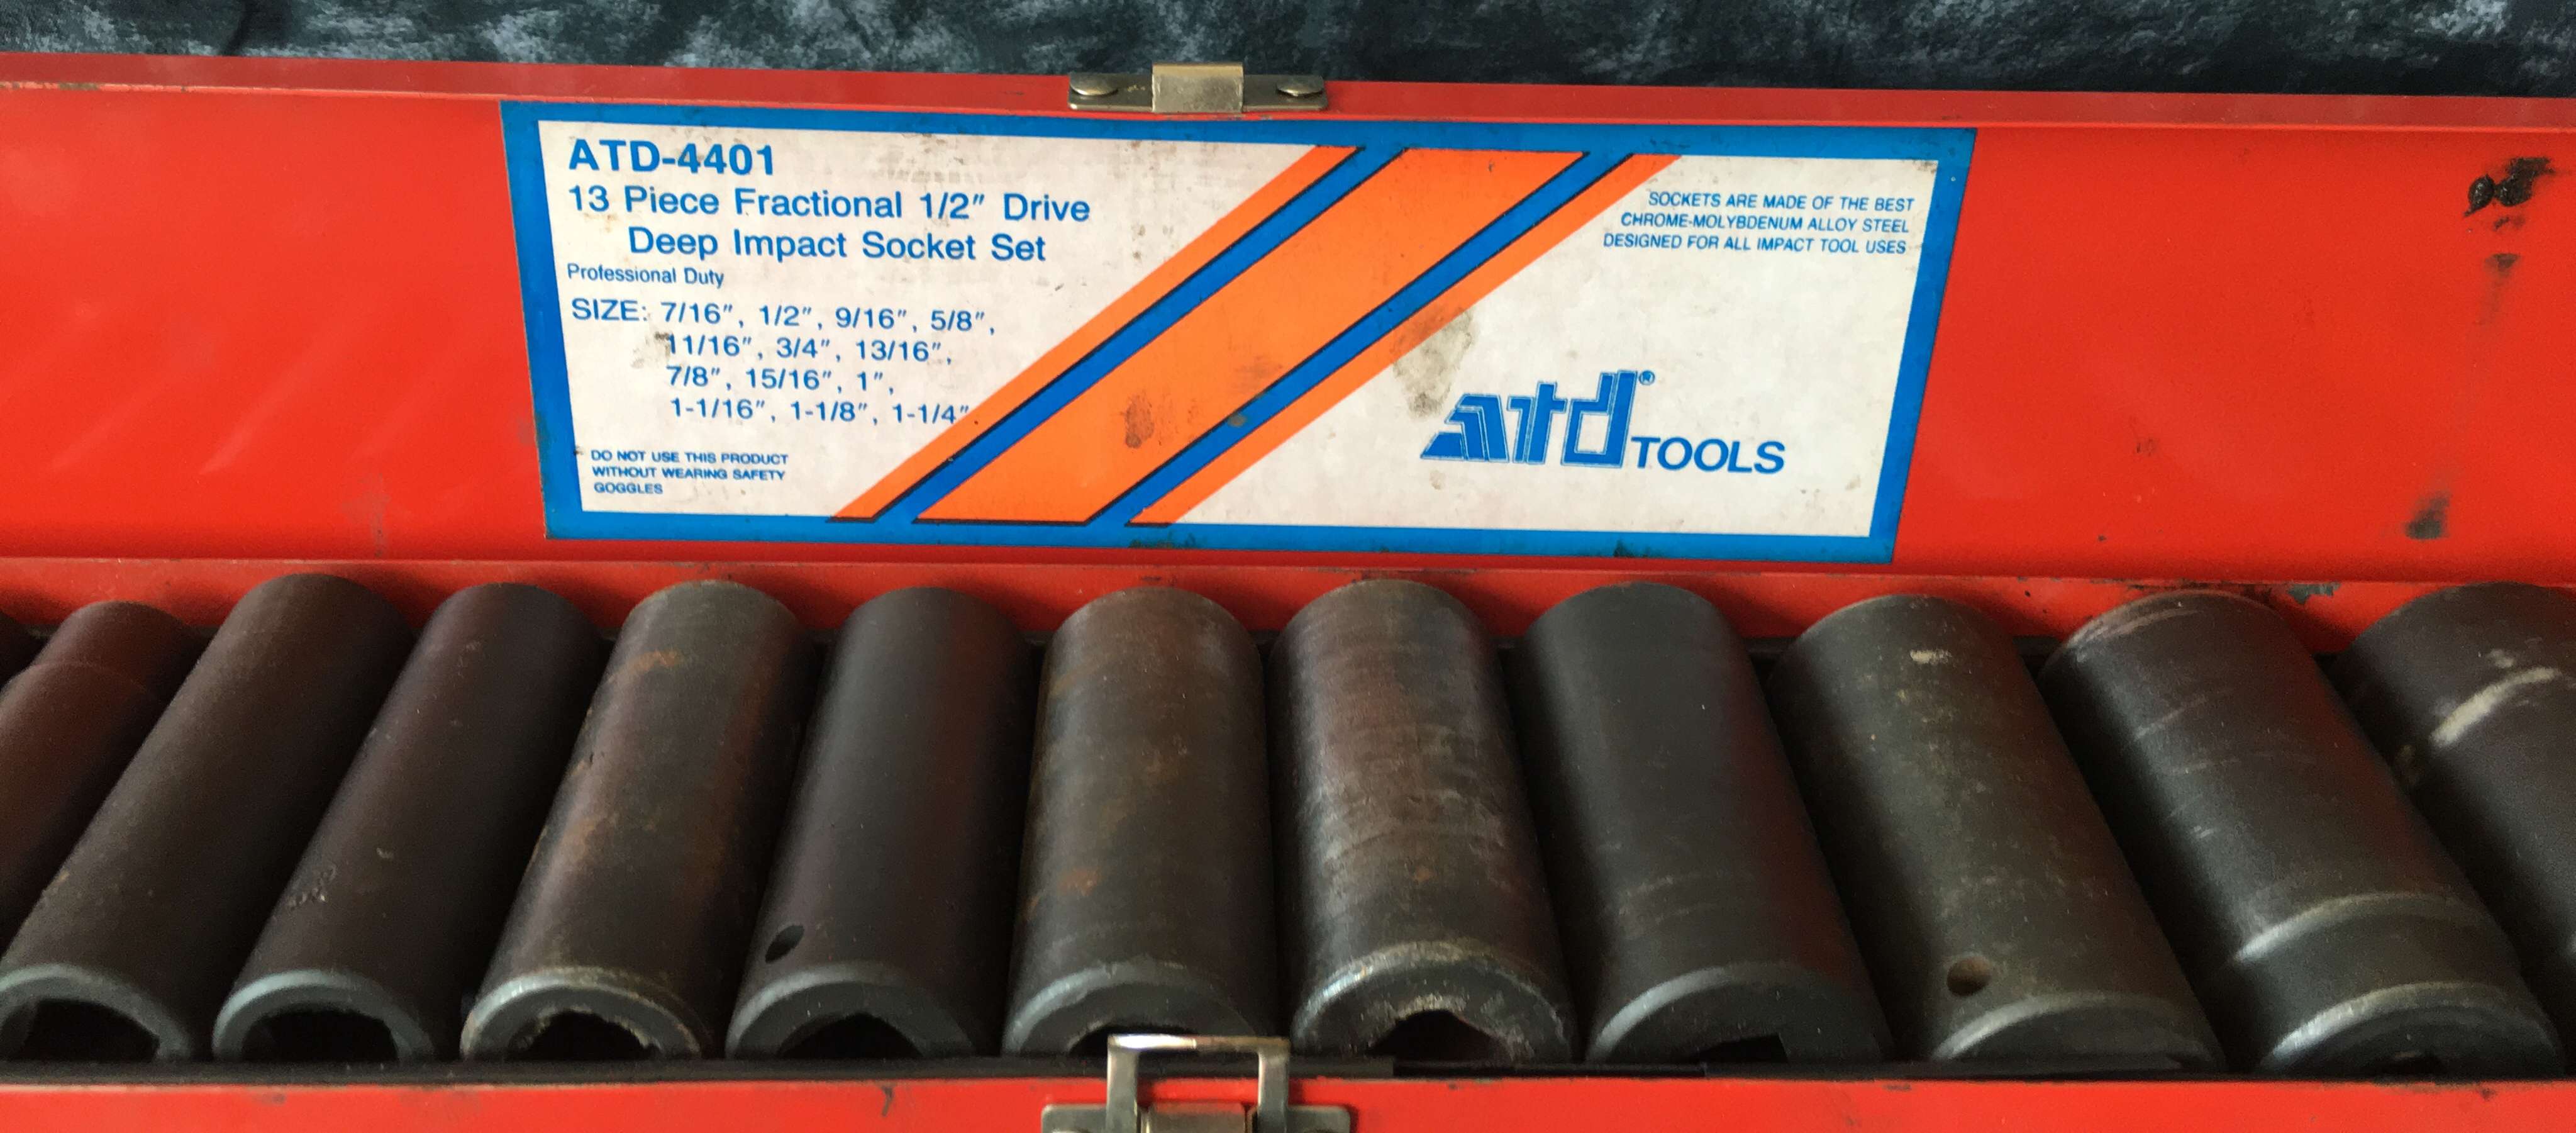 ATD-4401
13 Piece Fractional 1/2" Drive
Deep Impact Socket Set
Professional Duty
SIZE: 7/16", 1/2", 9/16", 5/8",
11/16", 3/4", 13/16",
7/8", 15/16", 1",
1-1/16", 1-1/8", 1-1/4"
DO NOT USE THIS PRODUCT
WITHOUT WEARING SAFETY
GOGGLES
SOCKETS ARE MADE OF THE BEST
CHROME-MOLYBDENUM ALLOY STEEL
DESIGNED FOR ALL IMPACT TOOL USES
atd® TOOLS